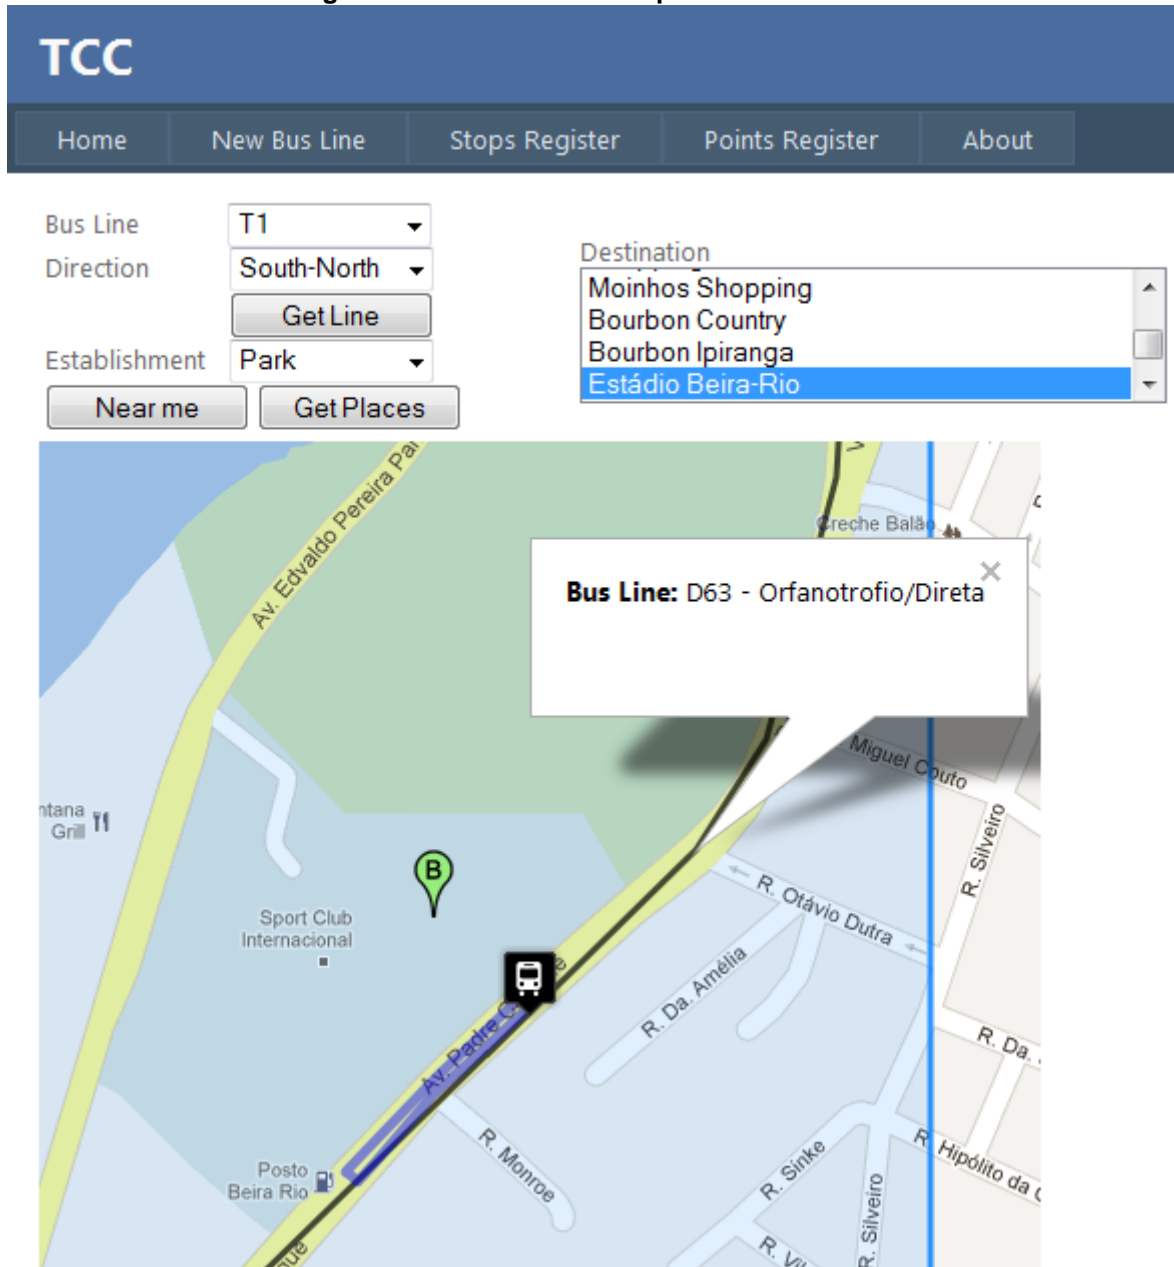 TCC
Home New Bus Line Stops Register Points Register About
Bus Line T1
Direction South-North
Get Line
Establishment Park
Near me Get Places
Destination
Moinhos Shopping
Bourbon Country
Bourbon Ipiranga
Estádio Beira-Rio
Av. Edvaldo Pereira
Creche Balão
Bus Line: D63 - Orfanotrofio/Direta
×
Miguel Couto
Grill
B
R. Silveiro
R. Otávio Dutra
Sport Club
Internacional
R. Da. Amélia
Av. Padre
R. Da.
R. Monroe
Posto
Beira Rio
R. Sinke
R. Hipólito da
R. Silveiro
R.